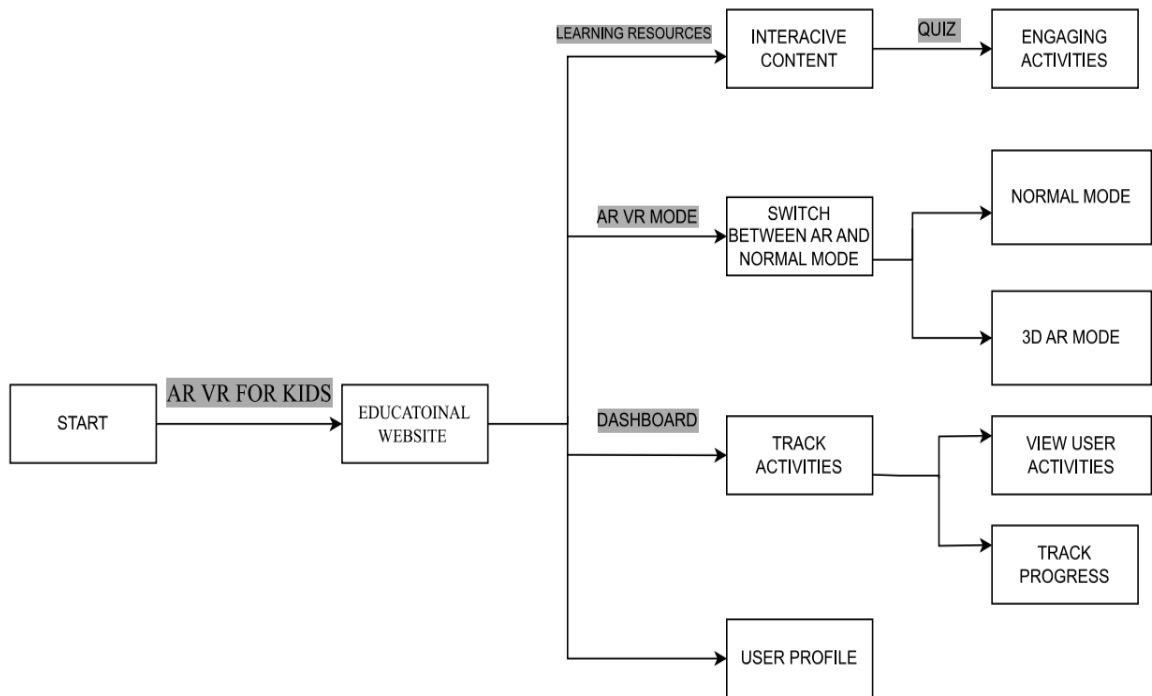 LEARNING RESOURCES
INTERACIVE
CONTENT
QUIZ
ENGAGING
ACTIVITIES
AR VR MODE
SWITCH
BETWEEN AR AND
NORMAL MODE
NORMAL MODE
3D AR MODE
START
AR VR FOR KIDS
EDUCATOINAL
WEBSITE
DASHBOARD
TRACK
ACTIVITIES
VIEW USER
ACTIVITIES
TRACK
PROGRESS
USER PROFILE